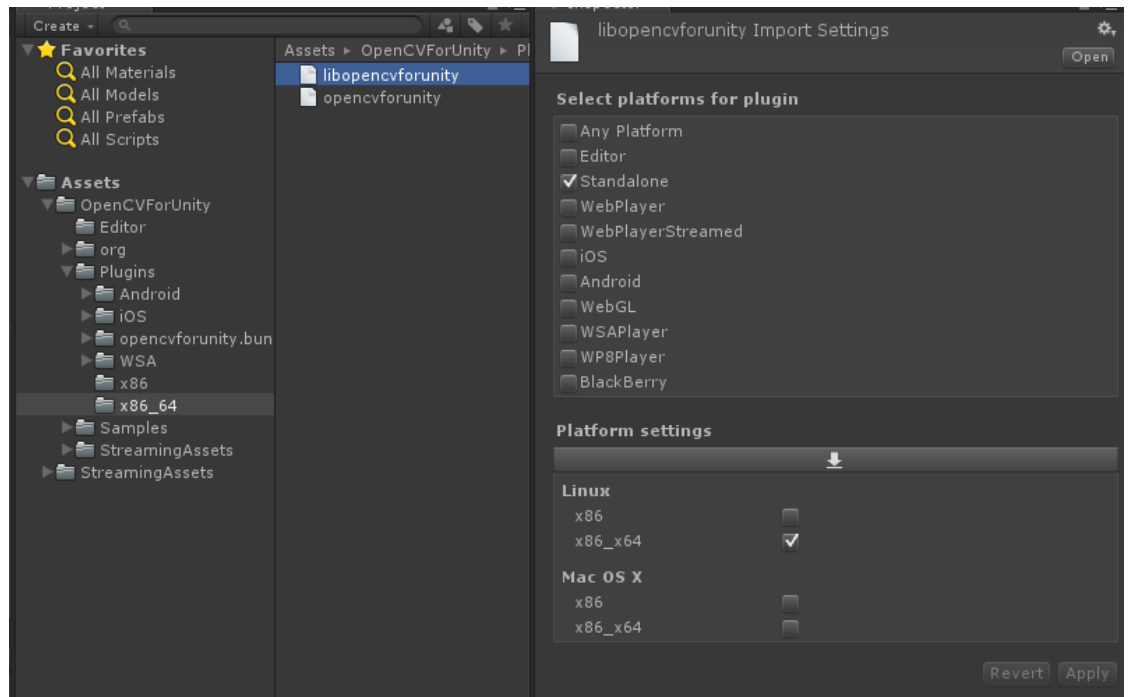 Create
Favorites
All Materials
All Models
All Prefabs
All Scripts
Assets
OpenCVForUnity
Editor
org
Plugins
Android
iOS
opencvforunity.bun
WSA
x86
x86_64
Samples
StreamingAssets
StreamingAssets
Assets ▸ OpenCVForUnity ▸ Pl
libopencvforunity
opencvforunity
libopencvforunity Import Settings
Open
Select platforms for plugin
Any Platform
Editor
Standalone
WebPlayer
WebPlayerStreamed
iOS
Android
WebGL
WSAPlayer
WP8Player
BlackBerry
Platform settings
Linux
x86
x86_x64
Mac OS X
x86
x86_x64
Revert Apply